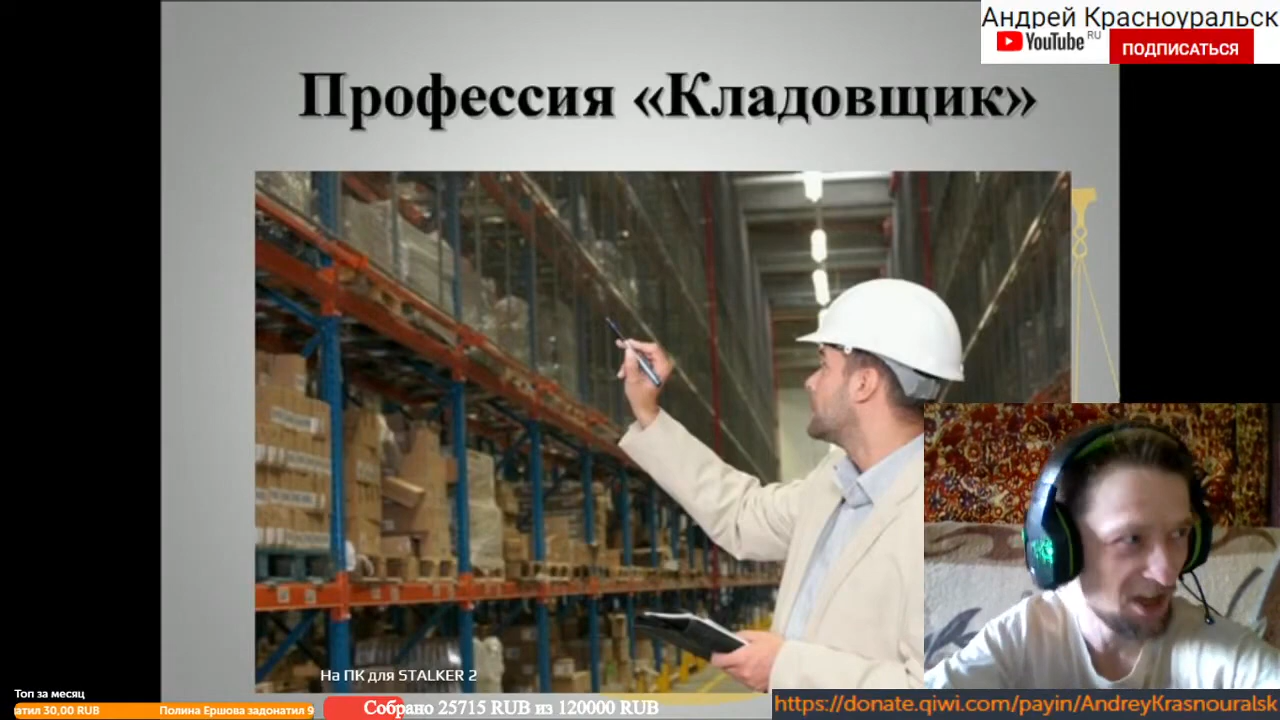 Андрей Красноуральск
YouTube RU
ПОДПИСАТЬСЯ
Профессия «Кладовщик»
На ПК для STALKER 2
Топ за месяц
атил 30,00 RUB
Полина Ершова задонатил 9
Собрано 25715 RUB из 120000 RUB
https://donate.qiwi.com/payin/AndreyKrasnouralsk